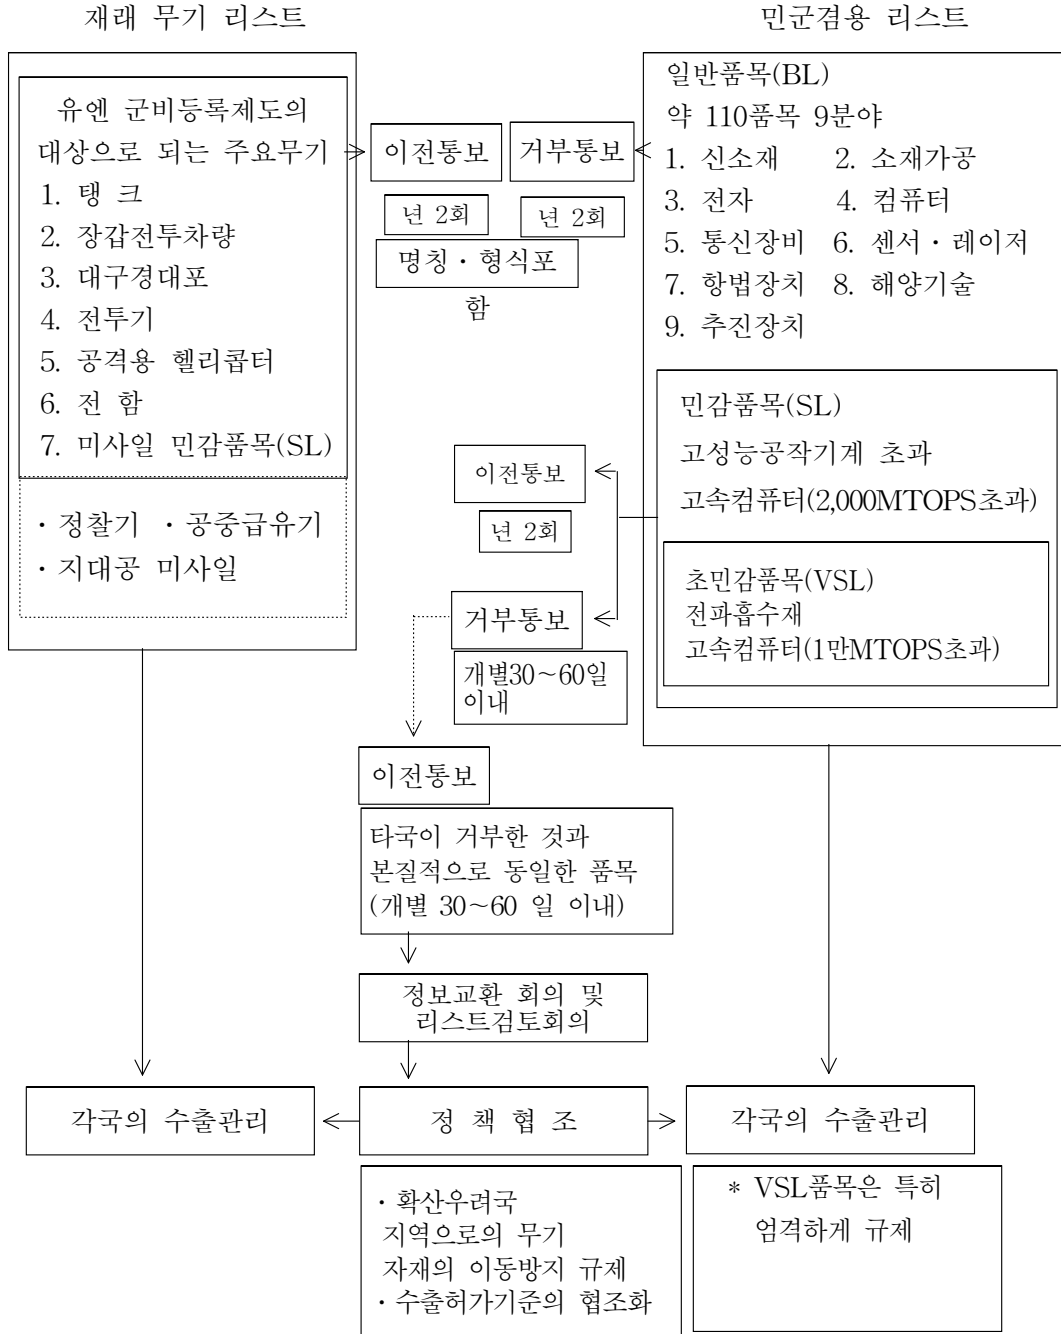 재래 무기 리스트
유엔 군비등록제도의
대상으로 되는 주요무기
1. 탱 크
2. 장갑전투차량
3. 대구경대포
4. 전투기
5. 공격용 헬리콥터
6. 전 함
7. 미사일 민감품목(SL)
· 정찰기 · 공중급유기
· 지대공 미사일
이전통보
년 2회
거부통보
년 2회
명칭 · 형식포
함
민군겸용 리스트
일반품목(BL)
약 110품목 9분야
1. 신소재 2. 소재가공
3. 전자 4. 컴퓨터
5. 통신장비 6. 센서 · 레이저
7. 항법장치 8. 해양기술
9. 추진장치
민감품목(SL)
고성능공작기계 초과
고속컴퓨터(2,000MTOPS초과)
초민감품목(VSL)
전파흡수재
고속컴퓨터(1만MTOPS초과)
이전통보
년 2회
거부통보
개별30~60일
이내
이전통보
타국이 거부한 것과
본질적으로 동일한 품목
(개별 30~60 일 이내)
정보교환 회의 및
리스트검토회의
각국의 수출관리
정 책 협 조
각국의 수출관리
· 확산우려국
지역으로의 무기
자재의 이동방지 규제
· 수출허가기준의 협조화
* VSL품목은 특히
엄격하게 규제